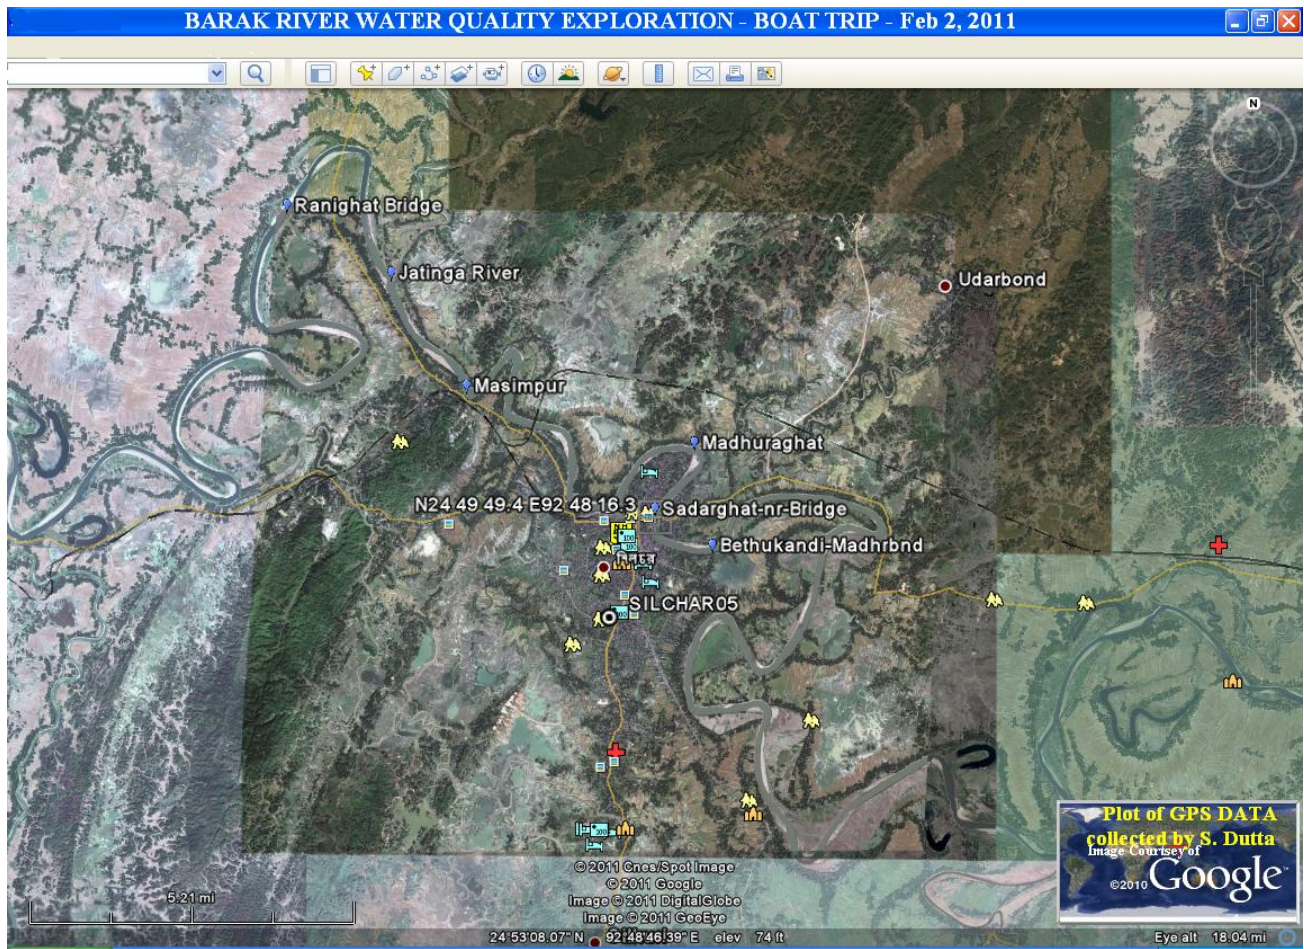 BARAK RIVER WATER QUALITY EXPLORATION - BOAT TRIP - Feb 2, 2011
N
Ranighat Bridge
Jatinga River
Udarbond
Masimpur
Madhuraghat
N24 49 49.4 E92 48 16.3
Sadarghat-nr-Bridge
Bethukandi-Madhrbnd
SILCHAR05
Plot of GPS DATA
collected by S. Dutta
Image Courtsey of
©2010 Google
© 2011 Cnes/Spot Image
© 2011 Google
Image © 2011 DigitalGlobe
Image © 2011 GeoEye
5.21 mi
24°53'08.07" N 92°48'46.39" E elev 74 ft
Eye alt 18.04 mi